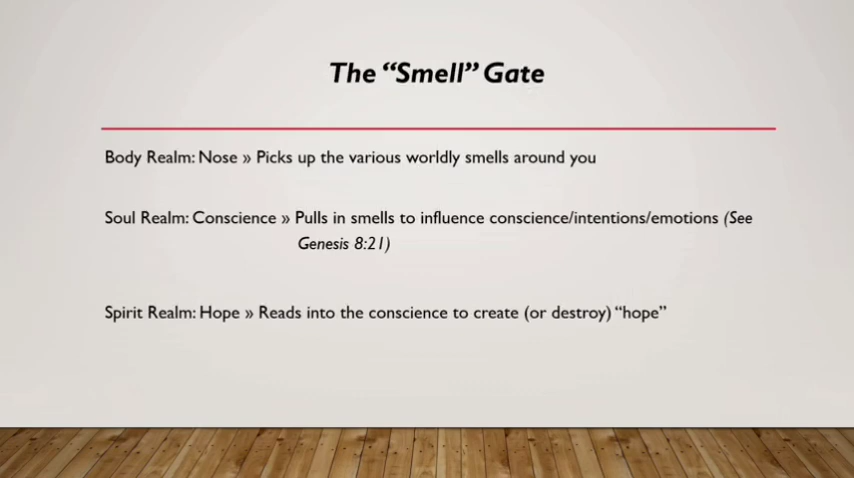 The “Smell” Gate
Body Realm: Nose » Picks up the various worldly smells around you
Soul Realm: Conscience » Pulls in smells to influence conscience/intentions/emotions (See
Genesis 8:21)
Spirit Realm: Hope » Reads into the conscience to create (or destroy) “hope”